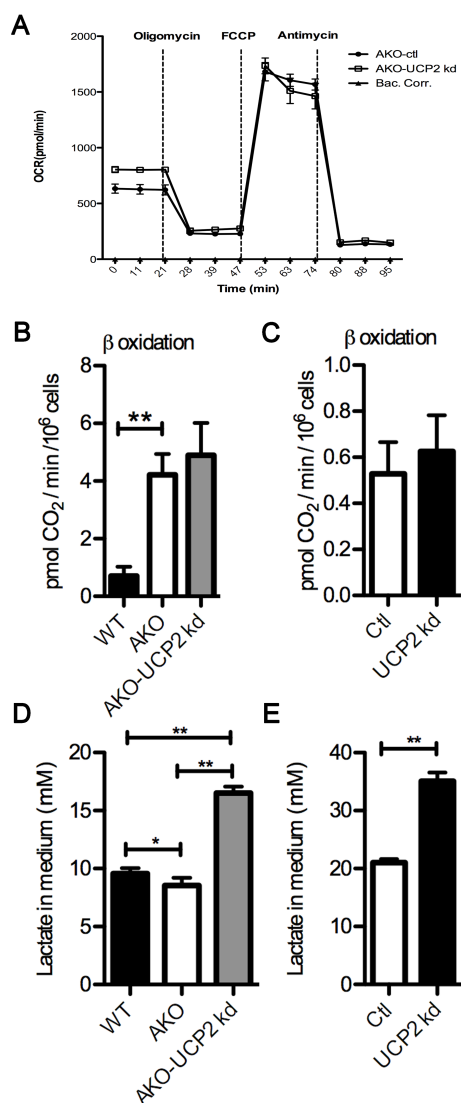 A
Oligomycin FCCP Antimycin
AKO-ctl
AKO-UCP2 kd
Bac. Corr.
OCR(pmol/min)
2000
1500
1000
500
0
0 11 21 28 39 47 53 63 74 80 88 95
Time (min)
B
β oxidation
pmol CO2 / min /10^6 cells
8
6
4
2
0
**
WT
AKO
AKO-UCP2 kd
C
β oxidation
pmol CO2 / min /10^6 cells
1.0
0.8
0.6
0.4
0.2
0.0
Ctl
UCP2 kd
D
Lactate in medium (mM)
20
15
10
5
0
**
**
*
WT
AKO
AKO-UCP2 kd
E
Lactate in medium (mM)
40
30
20
10
0
**
Ctl
UCP2 kd